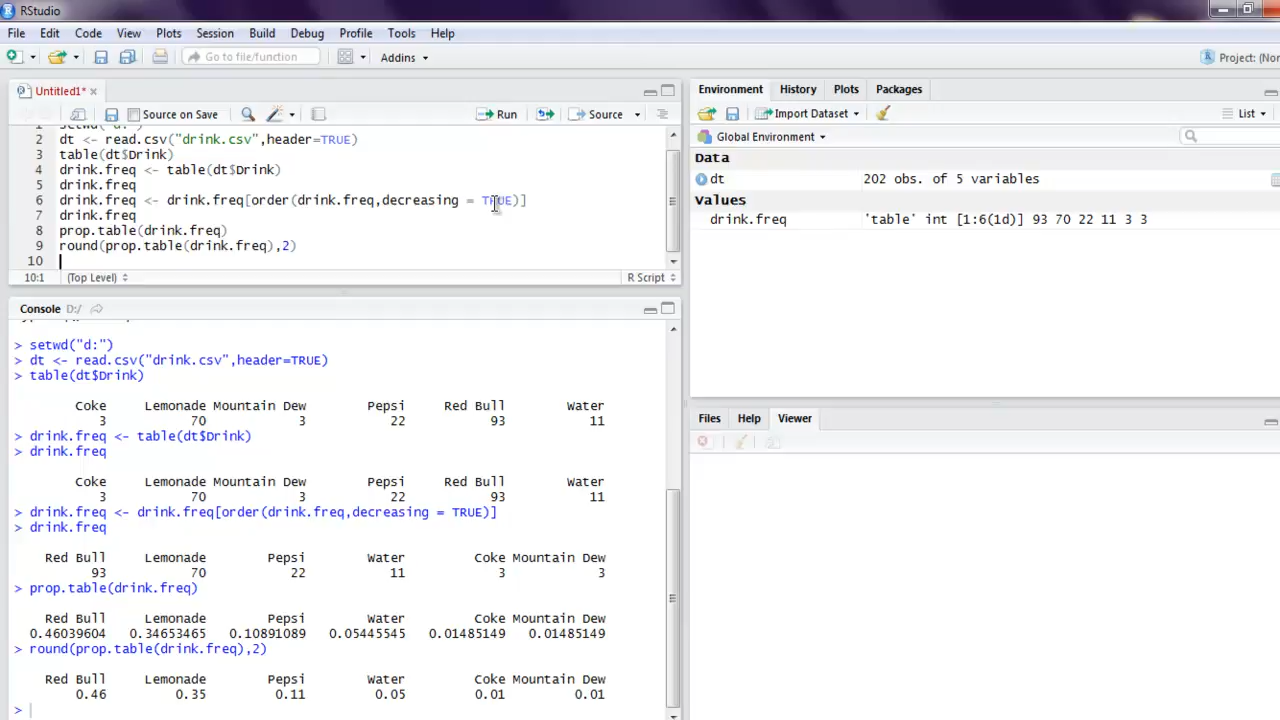 RStudio
File Edit Code View Plots Session Build Debug Profile Tools Help
Go to file/function Addins Project: (Nor
Untitled1*
Source on Save Run Source
1 setwd("d:")
2 dt <- read.csv("drink.csv",header=TRUE)
3 table(dt$Drink)
4 drink.freq <- table(dt$Drink)
5 drink.freq
6 drink.freq <- drink.freq[order(drink.freq,decreasing = TRUE)]
7 drink.freq
8 prop.table(drink.freq)
9 round(prop.table(drink.freq),2)
10
10:1 (Top Level) R Script
Console D:/
> setwd("d:")
> dt <- read.csv("drink.csv",header=TRUE)
> table(dt$Drink)
Coke Lemonade Mountain Dew Pepsi Red Bull Water
3 70 3 22 93 11
> drink.freq <- table(dt$Drink)
> drink.freq
Coke Lemonade Mountain Dew Pepsi Red Bull Water
3 70 3 22 93 11
> drink.freq <- drink.freq[order(drink.freq,decreasing = TRUE)]
> drink.freq
Red Bull Lemonade Pepsi Water Coke Mountain Dew
93 70 22 11 3 3
> prop.table(drink.freq)
Red Bull Lemonade Pepsi Water Coke Mountain Dew
0.46039604 0.34653465 0.10891089 0.05445545 0.01485149 0.01485149
> round(prop.table(drink.freq),2)
Red Bull Lemonade Pepsi Water Coke Mountain Dew
0.46 0.35 0.11 0.05 0.01 0.01
>
Environment History Plots Packages
Import Dataset List
Global Environment
Data
dt 202 obs. of 5 variables
Values
drink.freq 'table' int [1:6(1d)] 93 70 22 11 3 3
Files Help Viewer